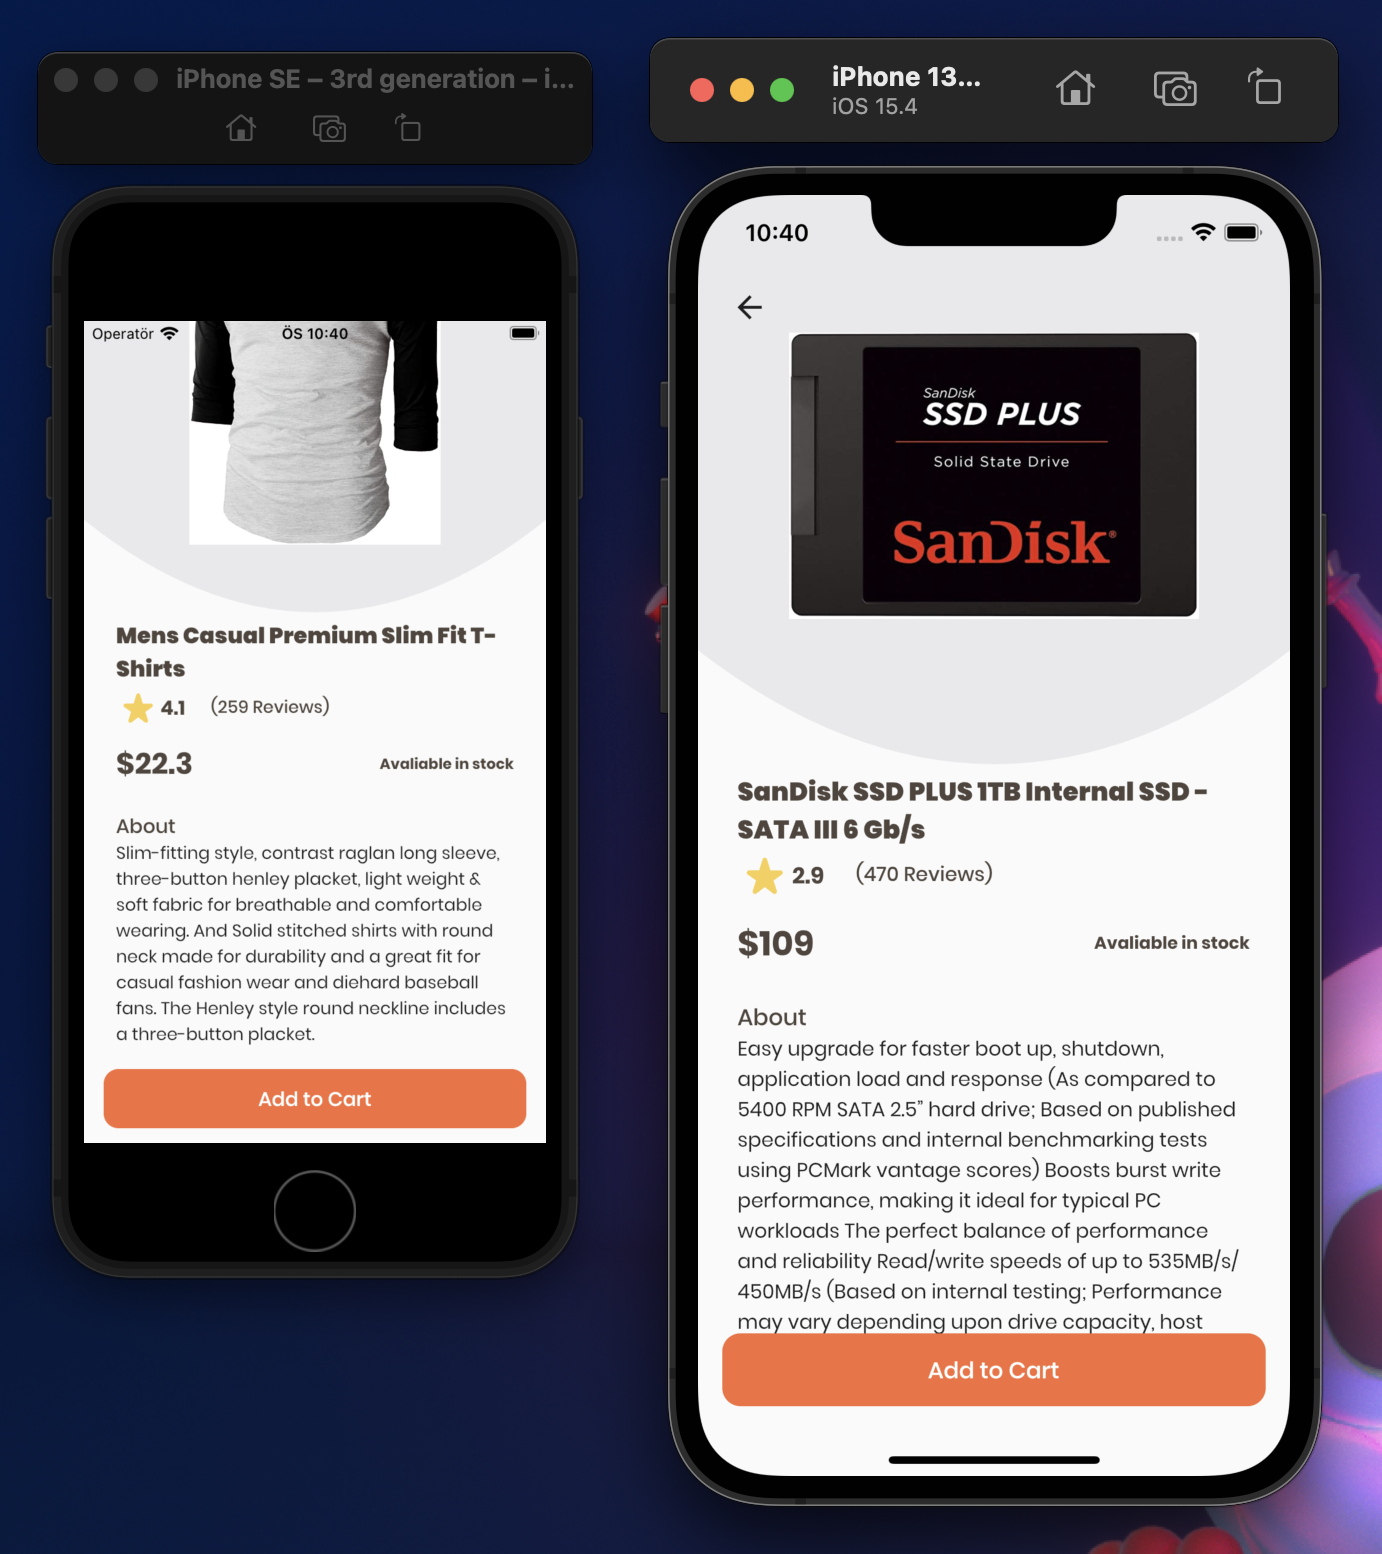 iPhone SE – 3rd generation – i...
Operatör
ÖS 10:40
Mens Casual Premium Slim Fit T-
Shirts
4.1
(259 Reviews)
$22.3
Avaliable in stock
About
Slim-fitting style, contrast raglan long sleeve,
three-button henley placket, light weight &
soft fabric for breathable and comfortable
wearing. And Solid stitched shirts with round
neck made for durability and a great fit for
casual fashion wear and diehard baseball
fans. The Henley style round neckline includes
a three-button placket.
Add to Cart
iPhone 13...
iOS 15.4
10:40
SanDisk
SSD PLUS
Solid State Drive
SanDisk®
SanDisk SSD PLUS 1TB Internal SSD -
SATA III 6 Gb/s
2.9
(470 Reviews)
$109
Avaliable in stock
About
Easy upgrade for faster boot up, shutdown,
application load and response (As compared to
5400 RPM SATA 2.5” hard drive; Based on published
specifications and internal benchmarking tests
using PCMark vantage scores) Boosts burst write
performance, making it ideal for typical PC
workloads The perfect balance of performance
and reliability Read/write speeds of up to 535MB/s/
450MB/s (Based on internal testing; Performance
may vary depending upon drive capacity, host
Add to Cart